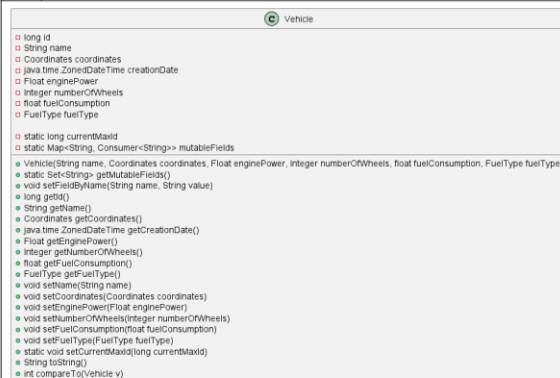 C Vehicle
long id
String name
Coordinates coordinates
java.time.ZonedDateTime creationDate
Float enginePower
Integer numberOfWheels
float fuelConsumption
FuelType fuelType
static long currentMaxId
static Map<String, Consumer<String>> mutableFields
Vehicle(String name, Coordinates coordinates, Float enginePower, Integer numberOfWheels, float fuelConsumption, FuelType fuelType
static Set<String> getMutableFields()
void setFieldByName(String name, String value)
long getId()
String getName()
Coordinates getCoordinates()
java.time ZonedDateTime getCreationDate()
Float getEnginePower()
Integer getNumberOfWheels()
float getFuelConsumption()
FuelType getFuelType()
void setName(String name)
void setCoordinates(Coordinates coordinates)
void setEnginePower(Float enginePower)
void setNumberOfWheels(Integer numberOfWheels)
void setFuelConsumption(float fuelConsumption)
void setFuelType(FuelType fuelType)
static void setCurrentMaxId(long currentMaxId)
String toString()
int compareTo(Vehicle v)